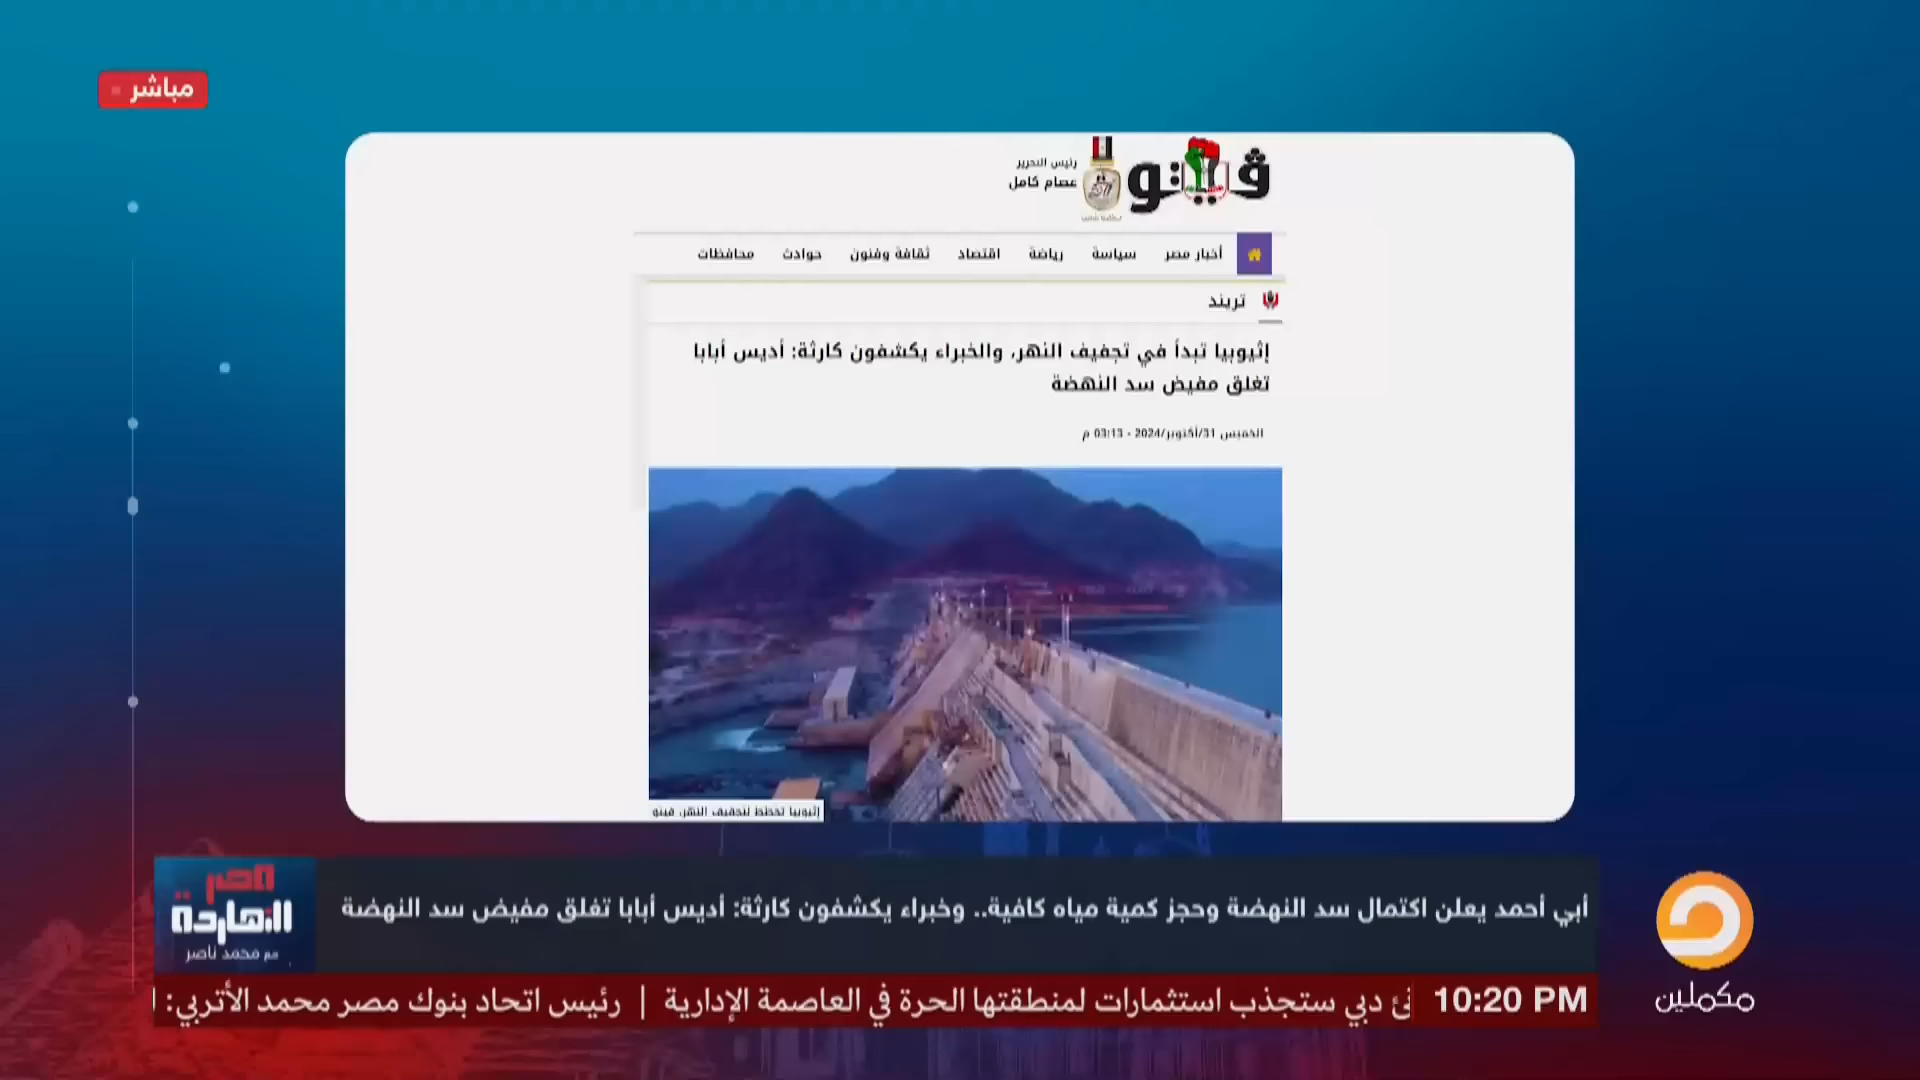 مباشر
ڤيتو
رئيس التحرير
عصام كامل
أخبار مصر سياسة رياضة اقتصاد ثقافة وفنون حوادث محافظات
تريند
إثيوبيا تبدأ في تجفيف النهر، والخبراء يكشفون كارثة: أديس أبابا
تغلق مفيض سد النهضة
الخميس 31/أكتوبر/2024 - 03:13 م
إثيوبيا تخطط لتجفيف النهر، فيتو
مصر
النهاردة
مع محمد ناصر
أبي أحمد يعلن اكتمال سد النهضة وحجز كمية مياه كافية.. وخبراء يكشفون كارثة: أديس أبابا تغلق مفيض سد النهضة
10:20 PM
دبي ستجذب استثمارات لمنطقتها الحرة في العاصمة الإدارية | رئيس اتحاد بنوك مصر محمد الأتربي:
مكملين